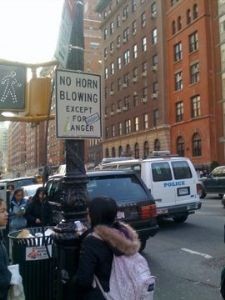 NO HORN
BLOWING
EXCEPT
FOR
ANGER
POLICE